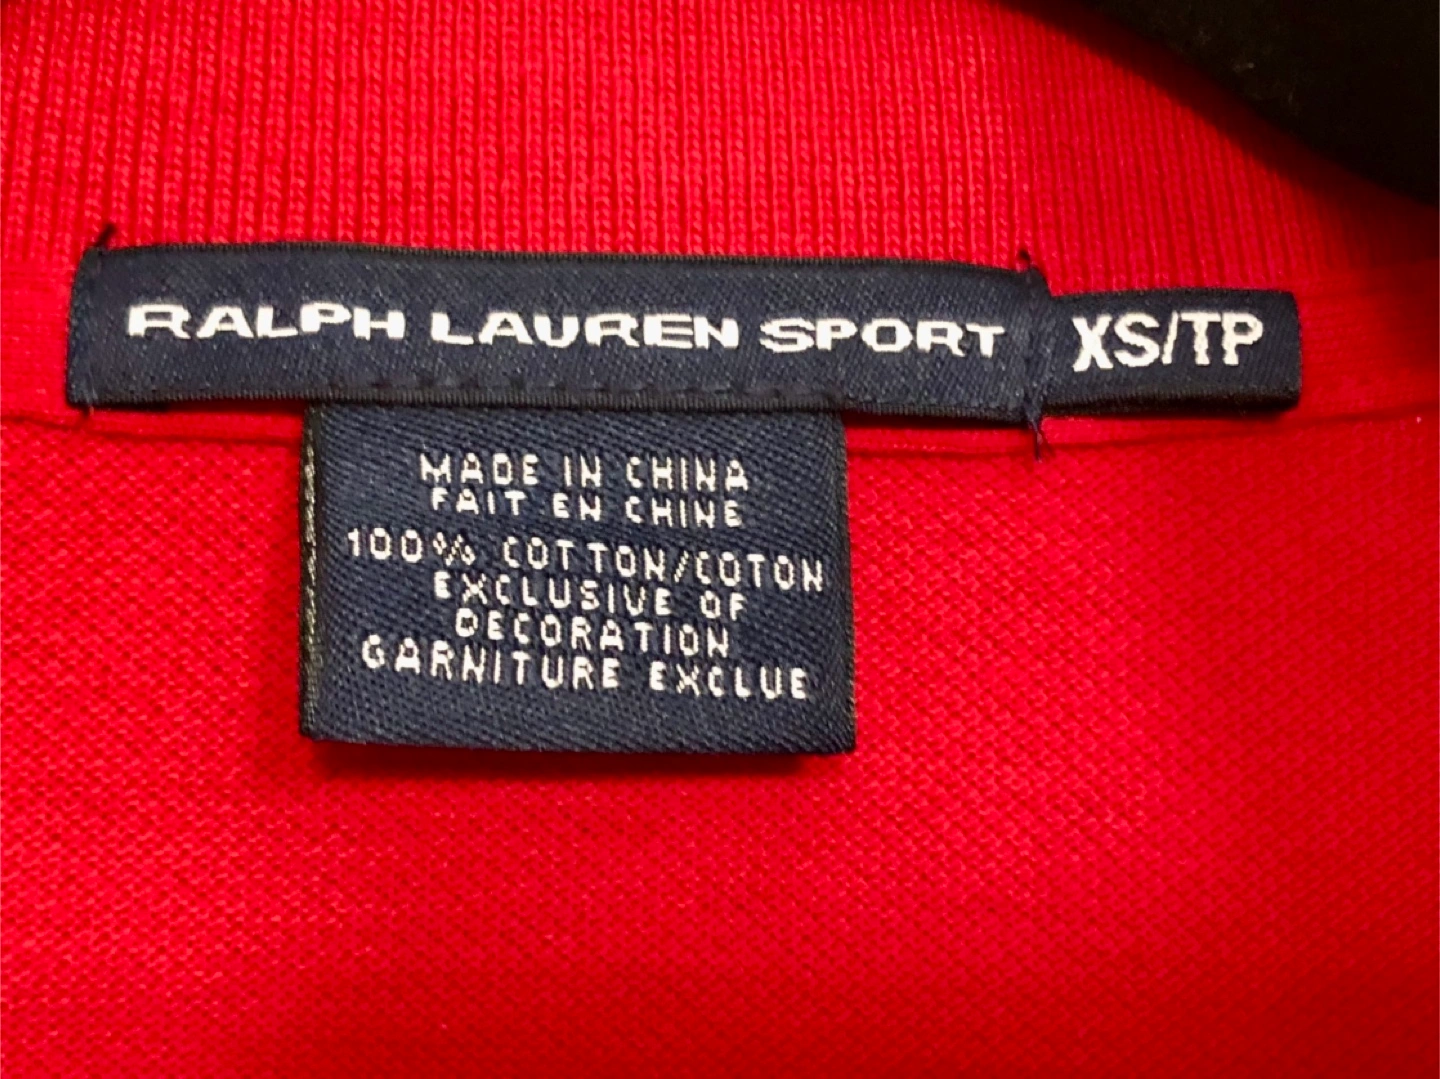 RALPH LAUREN SPORT XS/TP
MADE IN CHINA
FAIT EN CHINE
100% COTTON/COTON
EXCLUSIVE OF
DECORATION
GARNITURE EXCLUE